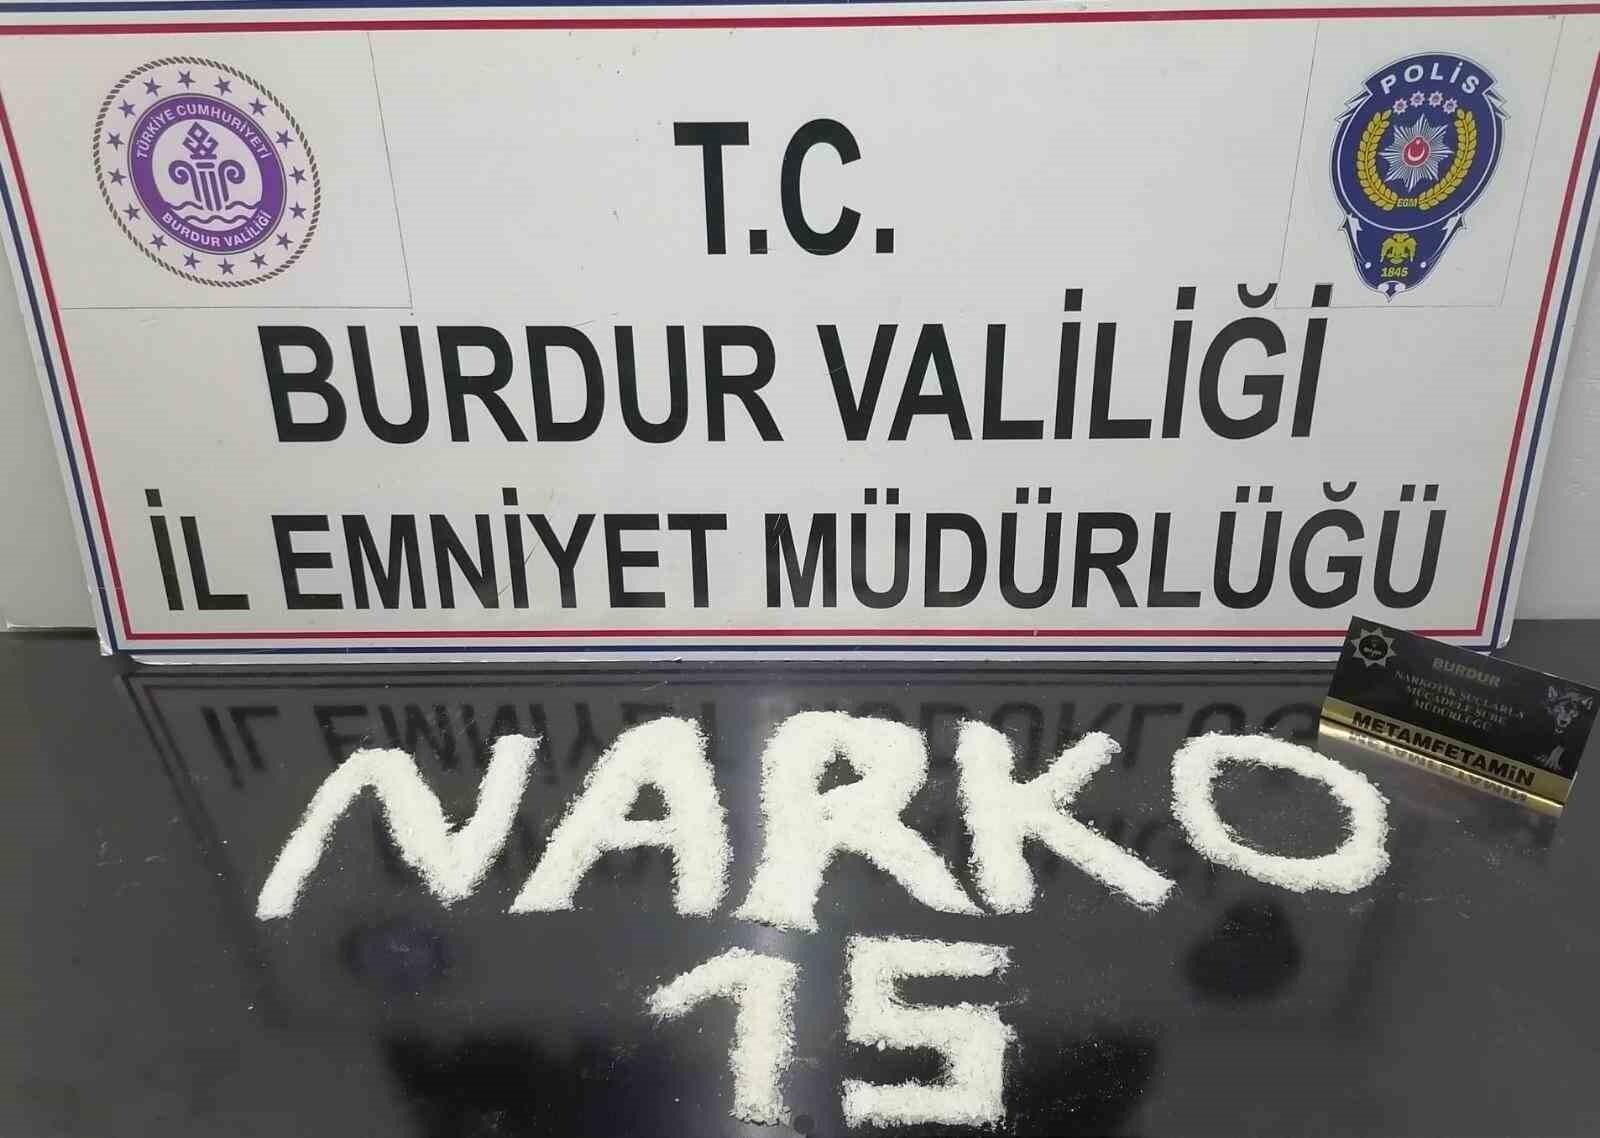 TÜRKİYE CUMHURİYETİ
BURDUR VALİLİĞİ
POLİS
EGM
1845
T.C.
BURDUR VALİLİĞİ
İL EMNİYET MÜDÜRLÜĞÜ
BURDUR
NARKOTİK SUÇLARLA
MÜCADELE ŞUBE
MÜDÜRLÜĞÜ
METAMFETAMİN
NARKO
15